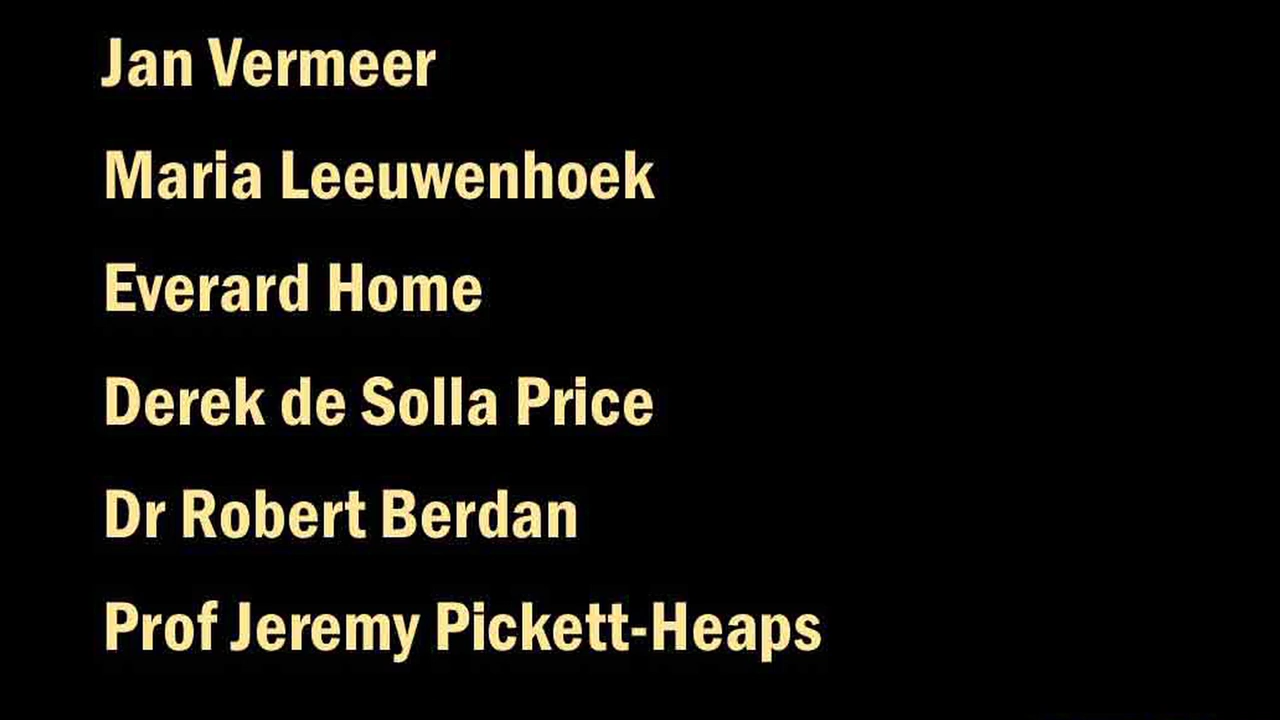 Jan Vermeer
Maria Leeuwenhoek
Everard Home
Derek de Solla Price
Dr Robert Berdan
Prof Jeremy Pickett-Heaps